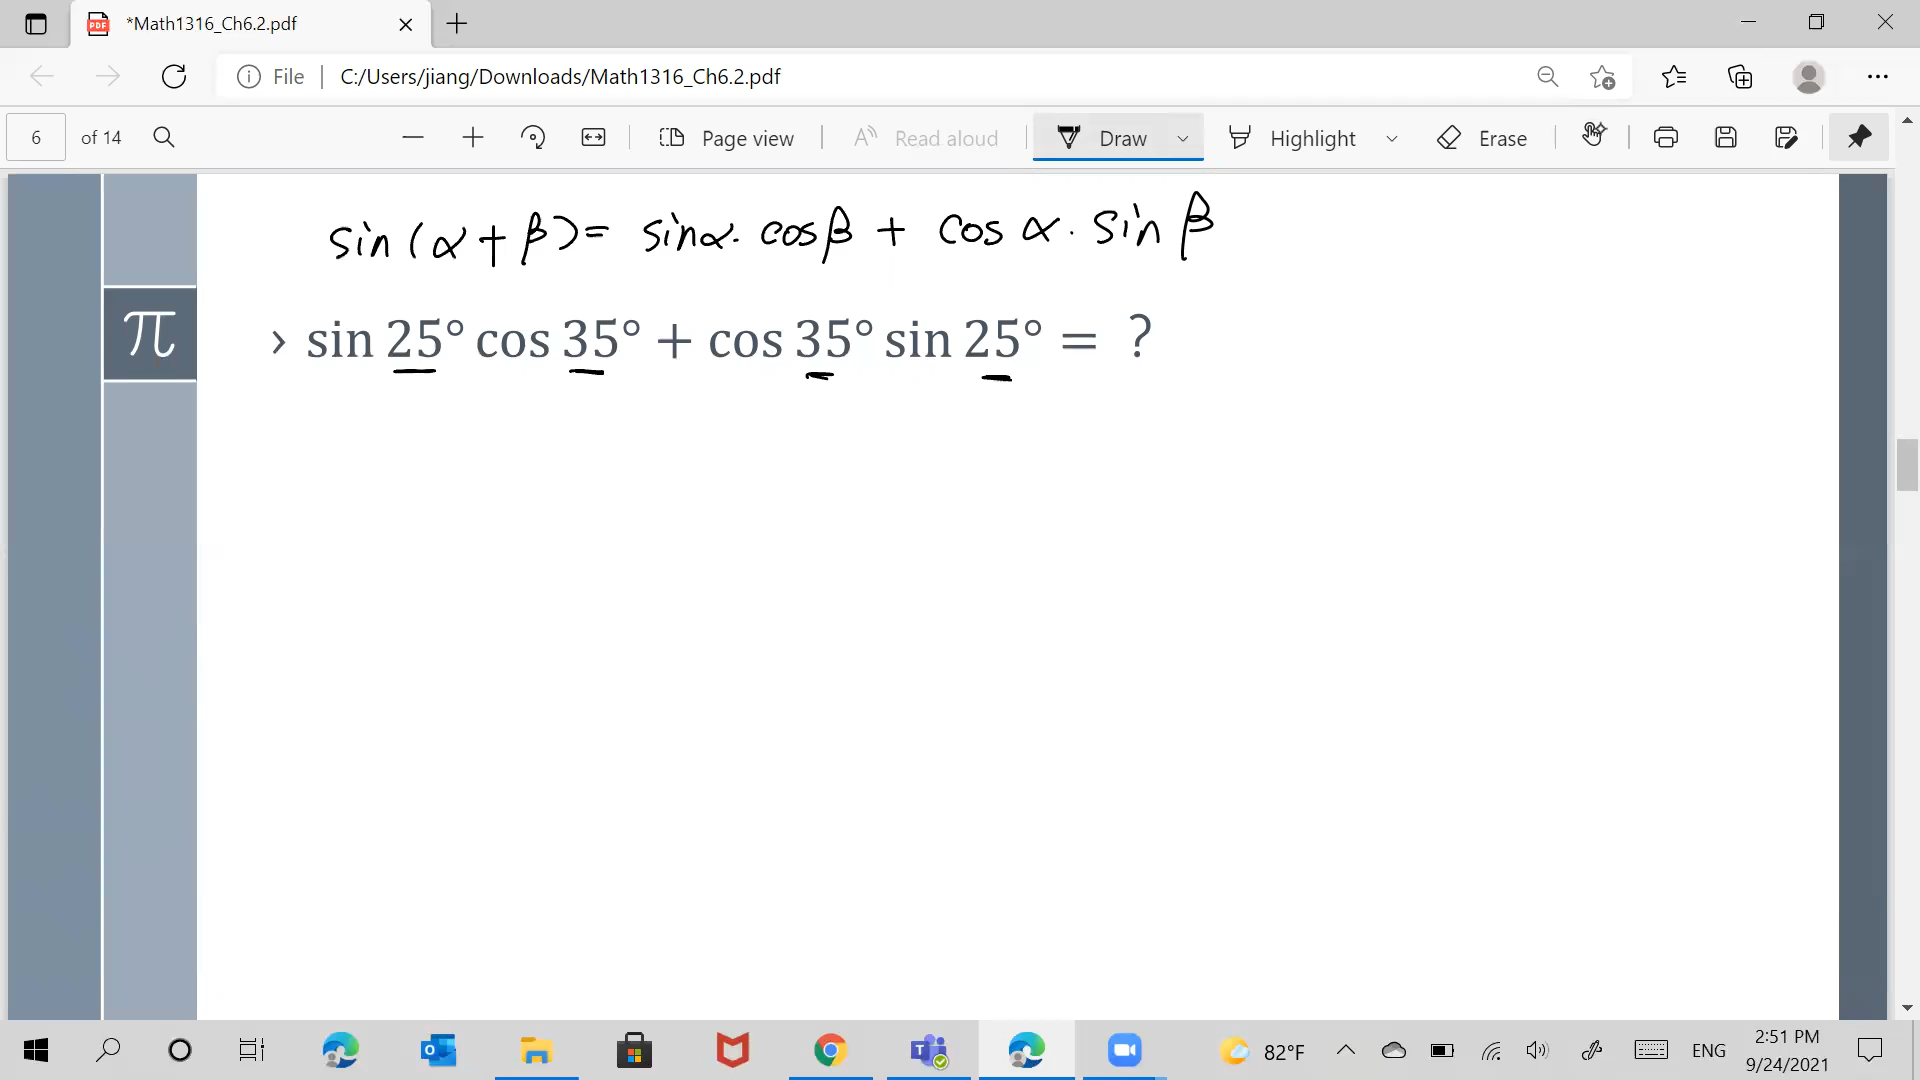 *Math1316_Ch6.2.pdf
File | C:/Users/jiang/Downloads/Math1316_Ch6.2.pdf
6 of 14
Page view
Read aloud
Draw
Highlight
Erase
sin(α+β)= sinα. cosβ + cos α. sin β
π
› sin 25° cos 35° + cos 35° sin 25° = ?
82°F
ENG
2:51 PM
9/24/2021